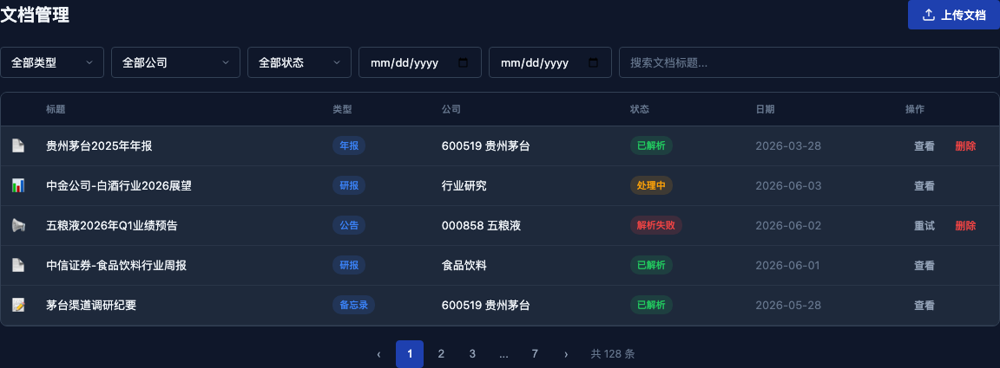 文档管理
上传文档
全部类型 全部公司 全部状态 mm/dd/yyyy mm/dd/yyyy 搜索文档标题...
标题 类型 公司 状态 日期 操作
贵州茅台2025年年报 年报 600519 贵州茅台 已解析 2026-03-28 查看 删除
中金公司-白酒行业2026展望 研报 行业研究 处理中 2026-06-03 查看
五粮液2026年Q1业绩预告 公告 000858 五粮液 解析失败 2026-06-02 重试 删除
中信证券-食品饮料行业周报 研报 食品饮料 已解析 2026-06-01 查看
茅台渠道调研纪要 备忘录 600519 贵州茅台 已解析 2026-05-28 查看
‹ 1 2 3 ... 7 › 共 128 条